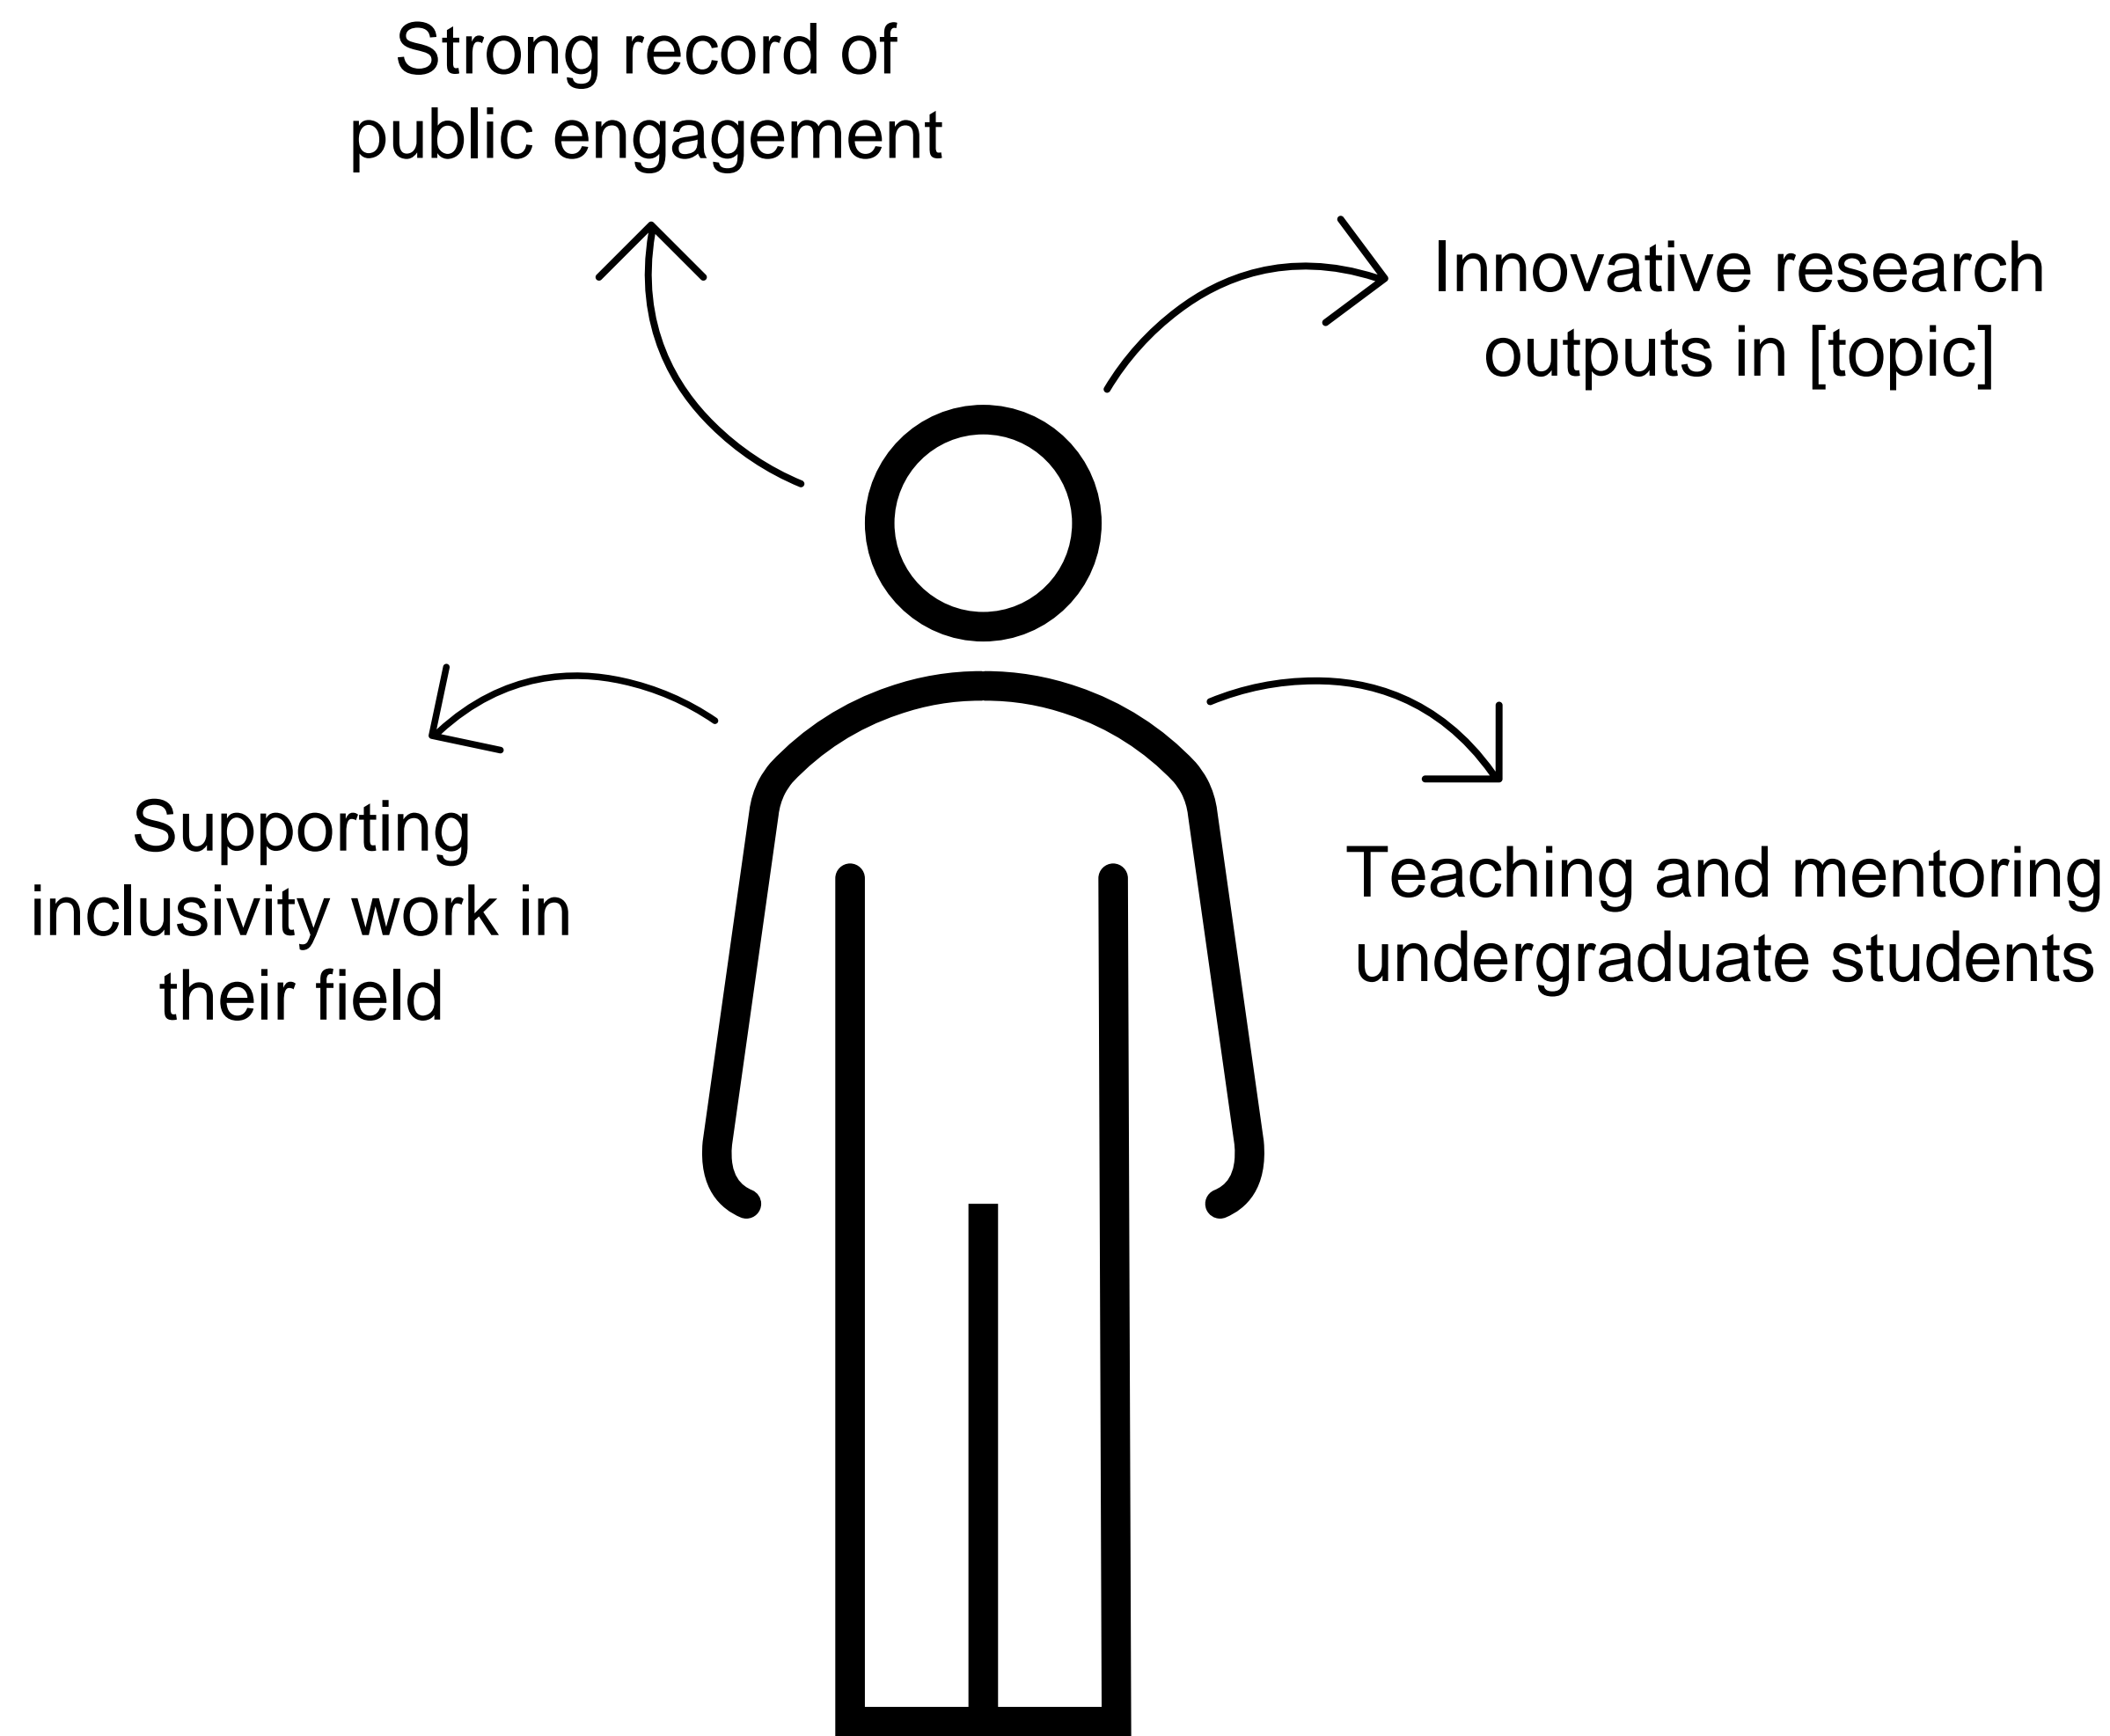 Strong record of
public engagement
Innovative research
outputs in [topic]
Supporting
inclusivity work in
their field
Teaching and mentoring
undergraduate students